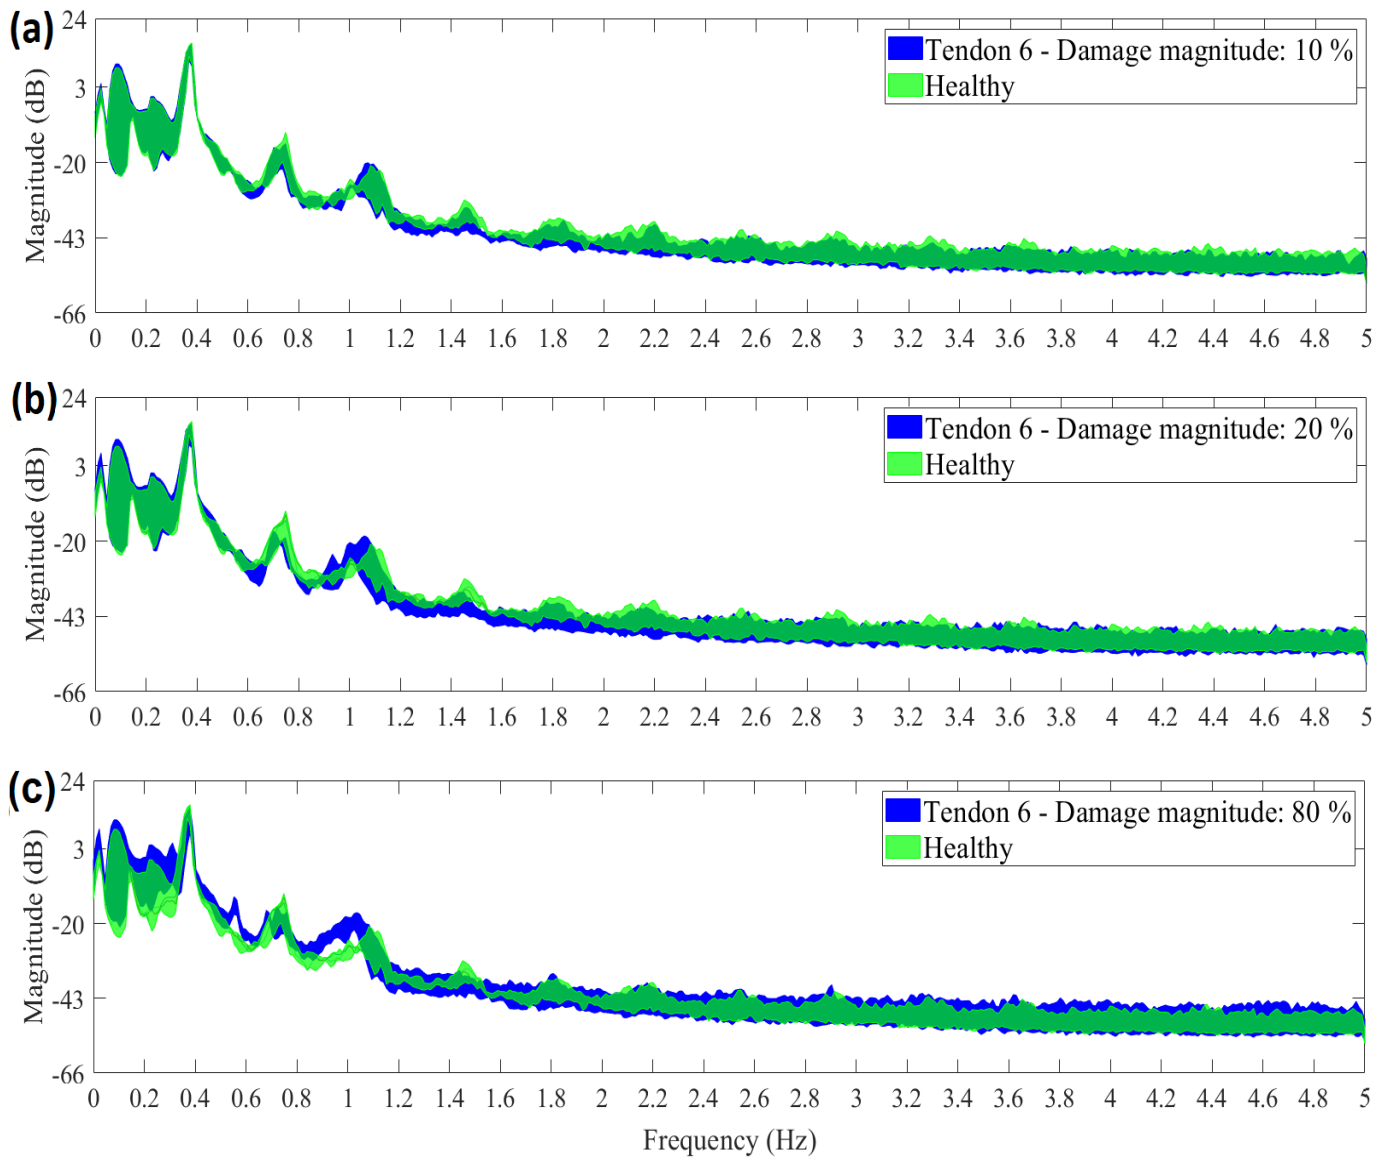 (a)
24
3
-20
-43
-66
Magnitude (dB)
Tendon 6 - Damage magnitude: 10 %
Healthy
0 0.2 0.4 0.6 0.8 1 1.2 1.4 1.6 1.8 2 2.2 2.4 2.6 2.8 3 3.2 3.4 3.6 3.8 4 4.2 4.4 4.6 4.8 5
(b)
24
3
-20
-43
-66
Magnitude (dB)
Tendon 6 - Damage magnitude: 20 %
Healthy
0 0.2 0.4 0.6 0.8 1 1.2 1.4 1.6 1.8 2 2.2 2.4 2.6 2.8 3 3.2 3.4 3.6 3.8 4 4.2 4.4 4.6 4.8 5
(c)
24
3
-20
-43
-66
Magnitude (dB)
Tendon 6 - Damage magnitude: 80 %
Healthy
0 0.2 0.4 0.6 0.8 1 1.2 1.4 1.6 1.8 2 2.2 2.4 2.6 2.8 3 3.2 3.4 3.6 3.8 4 4.2 4.4 4.6 4.8 5
Frequency (Hz)